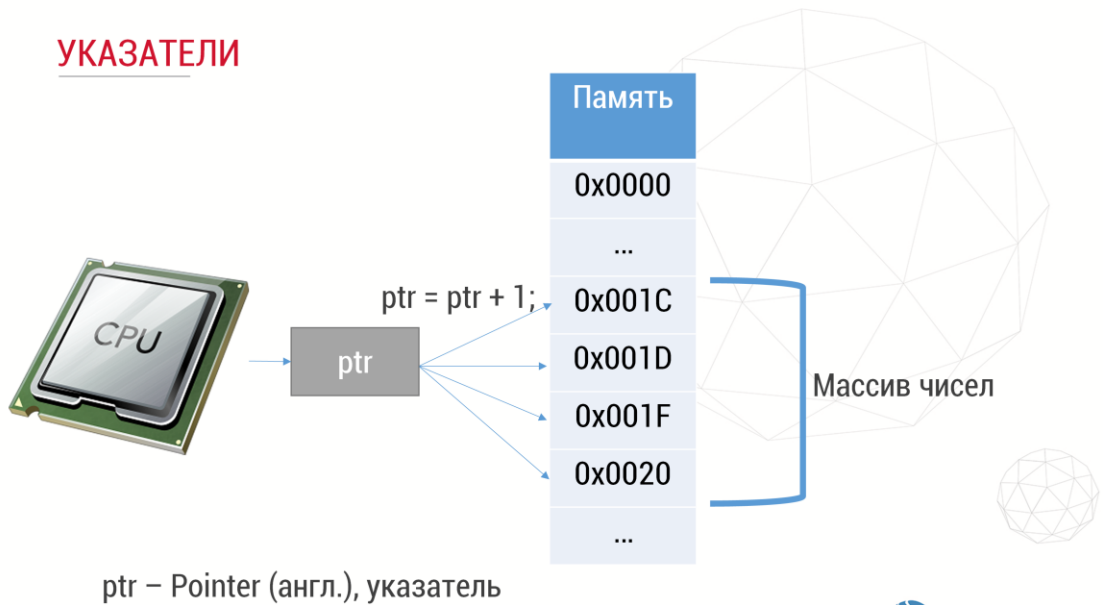 УКАЗАТЕЛИ
Память
0x0000
...
ptr = ptr + 1;
0x001C
CPU
ptr
0x001D
Массив чисел
0x001F
0x0020
...
ptr – Pointer (англ.), указатель